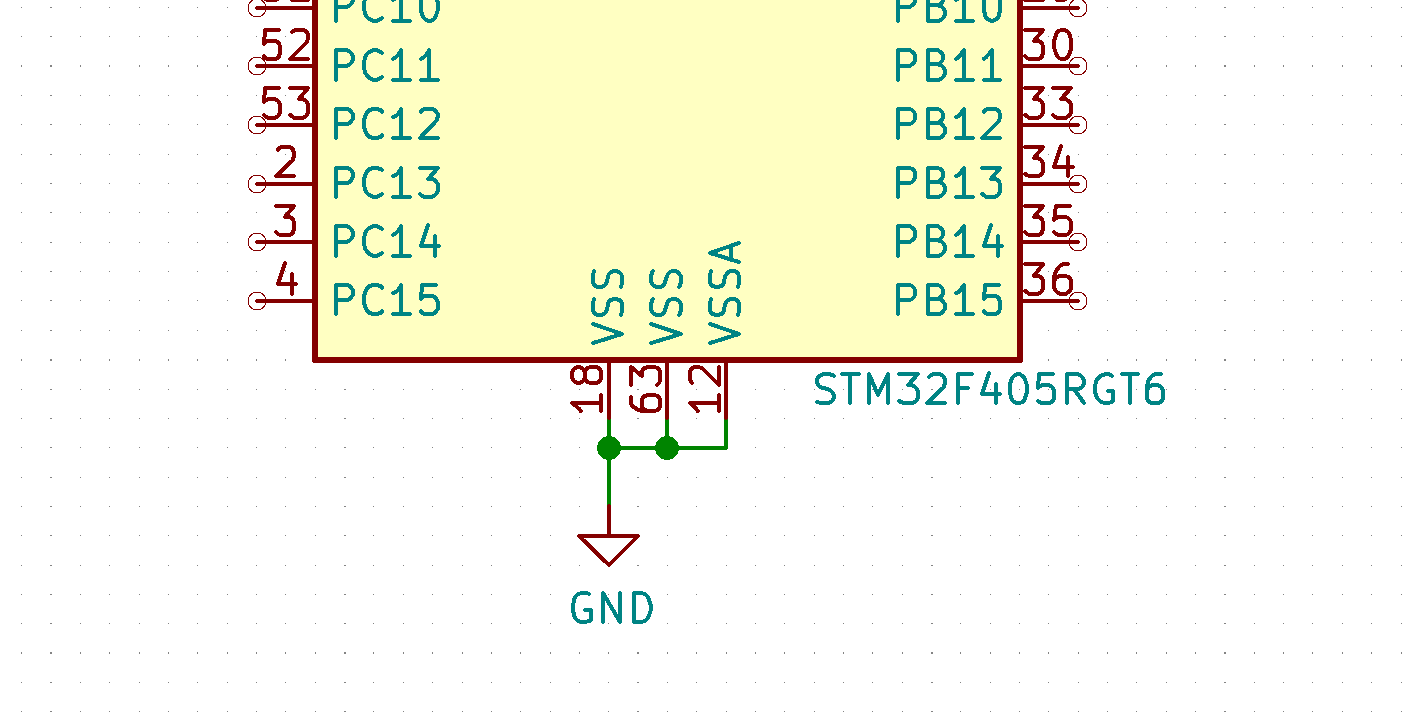 PC10 PB10
52 PC11 PB11 30
53 PC12 PB12 33
2 PC13 PB13 34
3 PC14 PB14 35
4 PC15 PB15 36
VSS VSS VSSA
18 63 12
STM32F405RGT6
GND